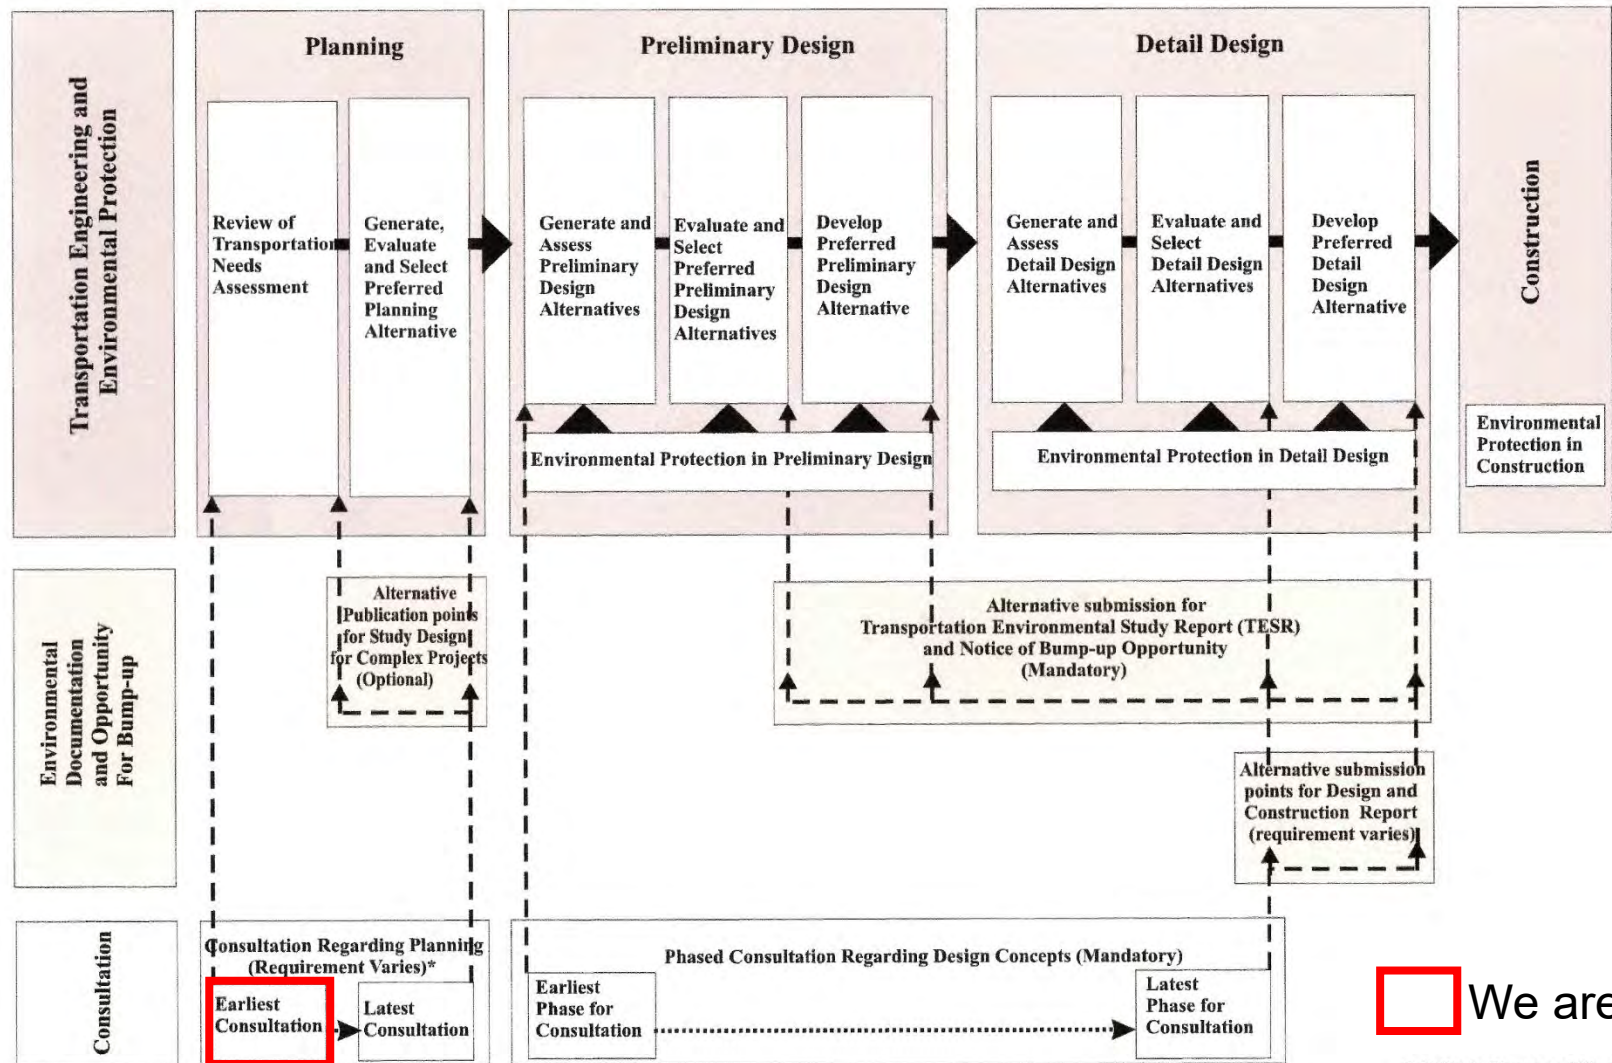 Transportation Engineering and
Environmental Protection
Planning
Review of
Transportation
Needs
Assessment
Generate,
Evaluate
and Select
Preferred
Planning
Alternative
Preliminary Design
Generate and
Assess
Preliminary
Design
Alternatives
Evaluate and
Select
Preferred
Preliminary
Design
Alternatives
Develop
Preferred
Preliminary
Design
Alternative
Environmental Protection in Preliminary Design
Detail Design
Generate and
Assess
Detail Design
Alternatives
Evaluate and
Select
Detail Design
Alternatives
Develop
Preferred
Detail
Design
Alternative
Environmental Protection in Detail Design
Construction
Environmental
Protection in
Construction
Environmental
Documentation
and Opportunity
For Bump-up
Alternative
Publication points
for Study Design
for Complex Projects
(Optional)
Alternative submission for
Transportation Environmental Study Report (TESR)
and Notice of Bump-up Opportunity
(Mandatory)
Alternative submission
points for Design and
Construction Report
(requirement varies)
Consultation
Consultation Regarding Planning
(Requirement Varies)*
Earliest
Consultation
Latest
Consultation
Phased Consultation Regarding Design Concepts (Mandatory)
Earliest
Phase for
Consultation
Latest
Phase for
Consultation
We are